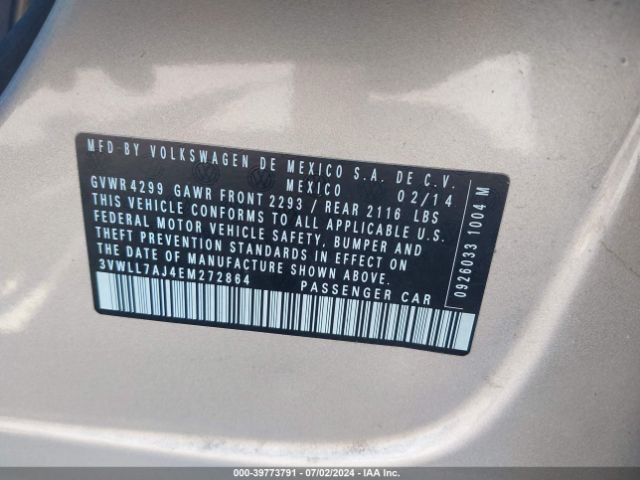 MFD BY VOLKSWAGEN DE MEXICO S.A. DE C.V.
MEXICO 02/14
GVWR 4299 GAWR FRONT 2293 / REAR 2116 LBS
THIS VEHICLE CONFORMS TO ALL APPLICABLE U.S.
FEDERAL MOTOR VEHICLE SAFETY, BUMPER AND
THEFT PREVENTION STANDARDS IN EFFECT ON
THE DATE OF MANUFACTURE SHOWN ABOVE.
3VWLL7AJ4EM272864 PASSENGER CAR
0926033 1004 M
000-39773791 - 07/02/2024 - IAA Inc.